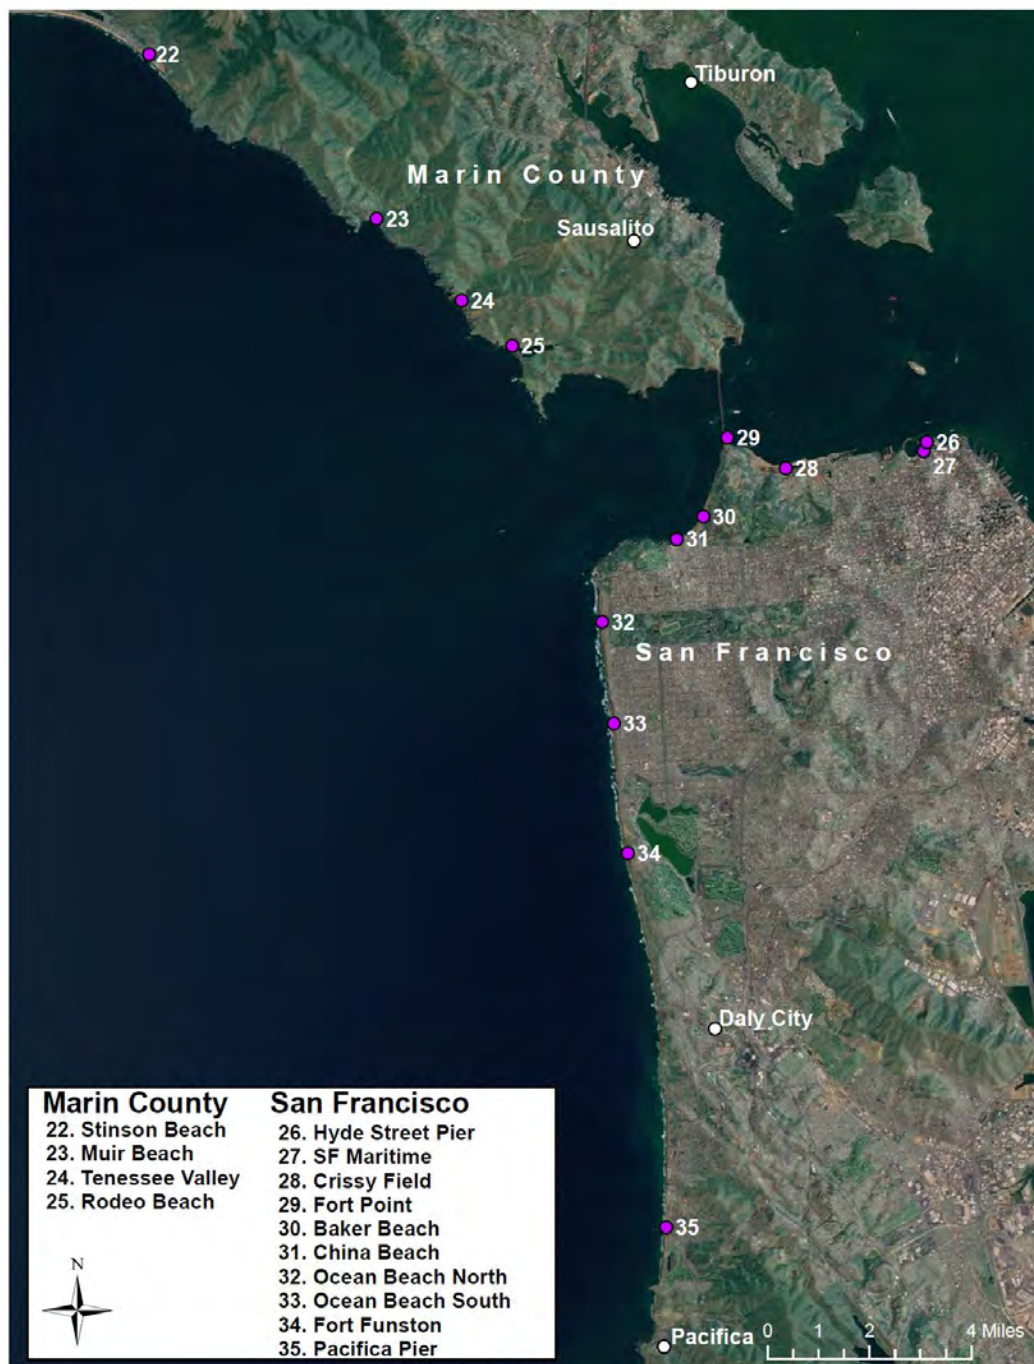 22
Tiburon
Marin County
23
Sausalito
24
25
29
26
28
27
30
31
32
San Francisco
33
34
Daly City
35
Pacifica
Marin County
22. Stinson Beach
23. Muir Beach
24. Tenessee Valley
25. Rodeo Beach
N
San Francisco
26. Hyde Street Pier
27. SF Maritime
28. Crissy Field
29. Fort Point
30. Baker Beach
31. China Beach
32. Ocean Beach North
33. Ocean Beach South
34. Fort Funston
35. Pacifica Pier
0 1 2 4 Miles